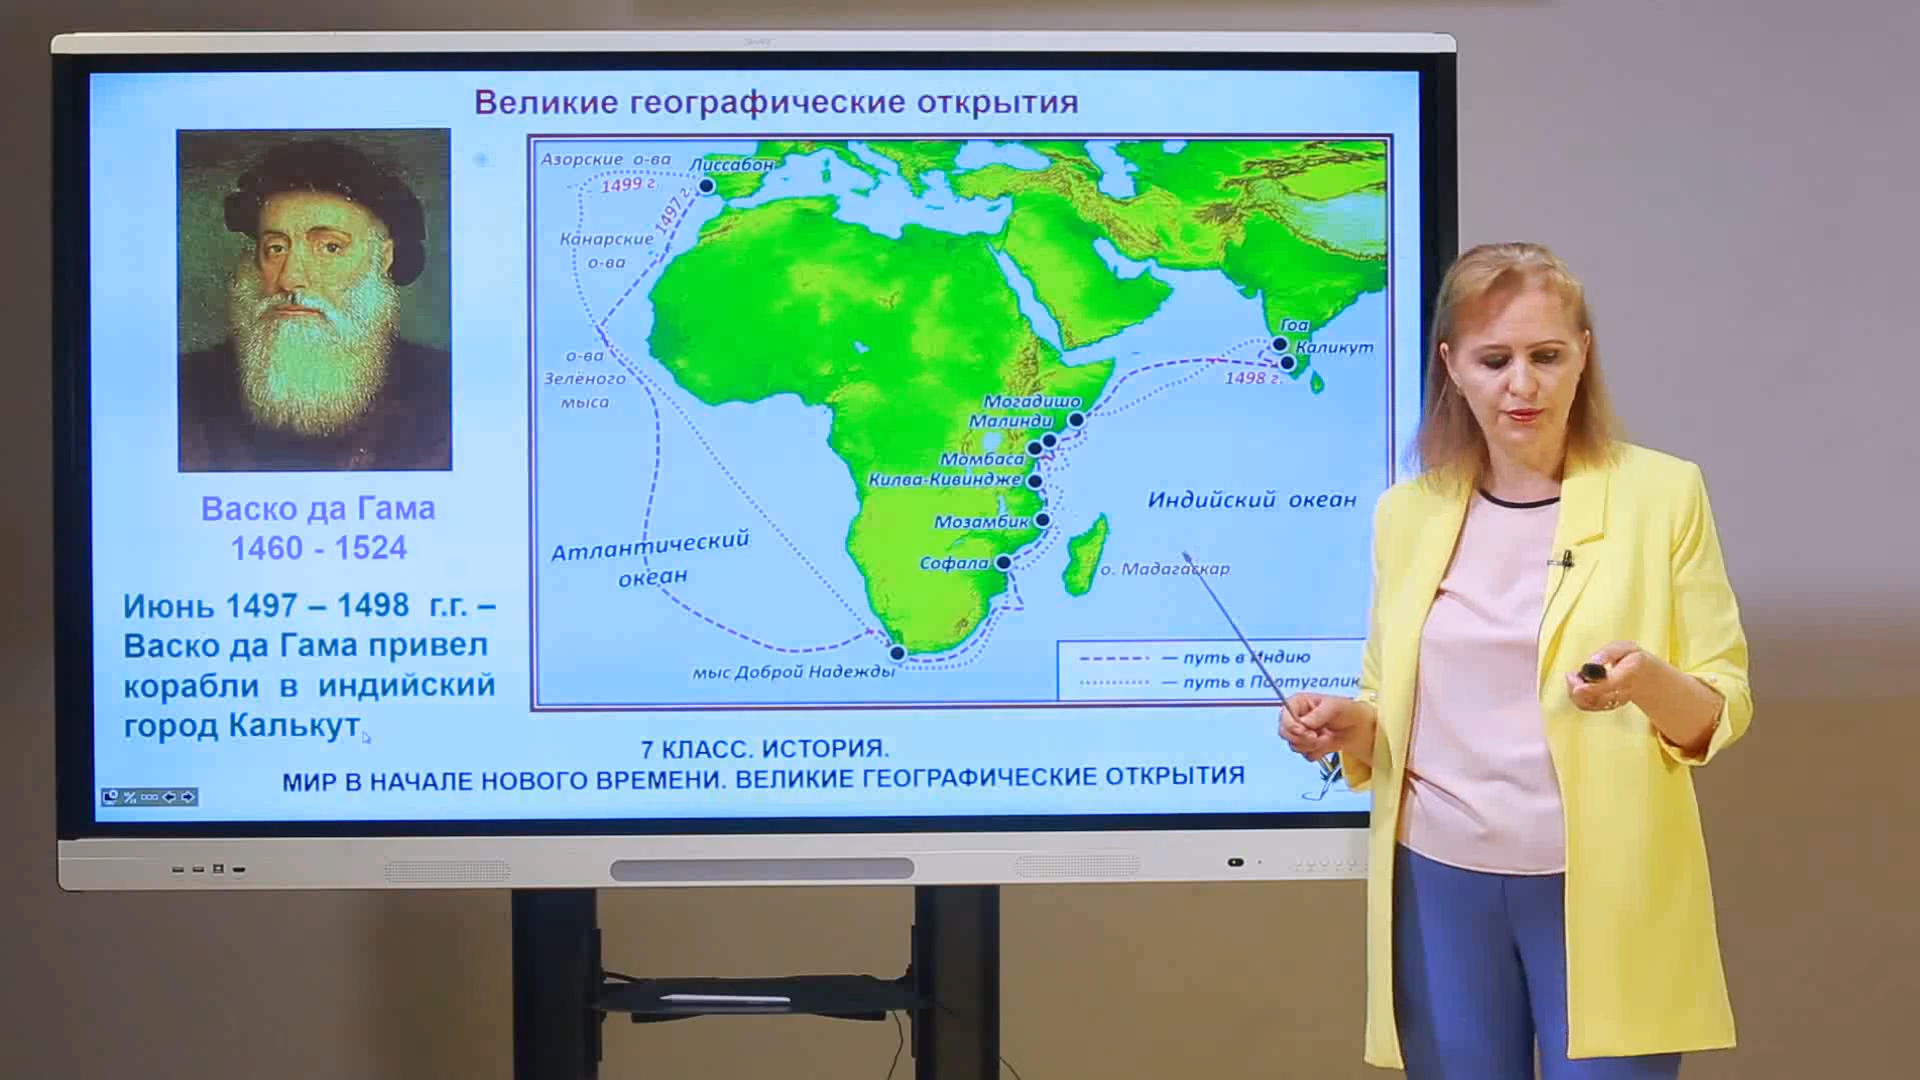 Великие географические открытия
Азорские о-ва
Лиссабон
1499 г
1497 г.
Канарские
о-ва
о-ва
Зелёного
мыса
Гоа
Каликут
1498 г.
Могадишо
Малинди
Момбаса
Килва-Кивиндже
Мозамбик
Софала
Индийский океан
о. Мадагаскар
Атлантический
океан
мыс Доброй Надежды
— путь в Индию
— путь в Португалик
Васко да Гама
1460 - 1524
Июнь 1497 – 1498 г.г. –
Васко да Гама привел
корабли в индийский
город Калькут
7 КЛАСС. ИСТОРИЯ.
МИР В НАЧАЛЕ НОВОГО ВРЕМЕНИ. ВЕЛИКИЕ ГЕОГРАФИЧЕСКИЕ ОТКРЫТИЯ